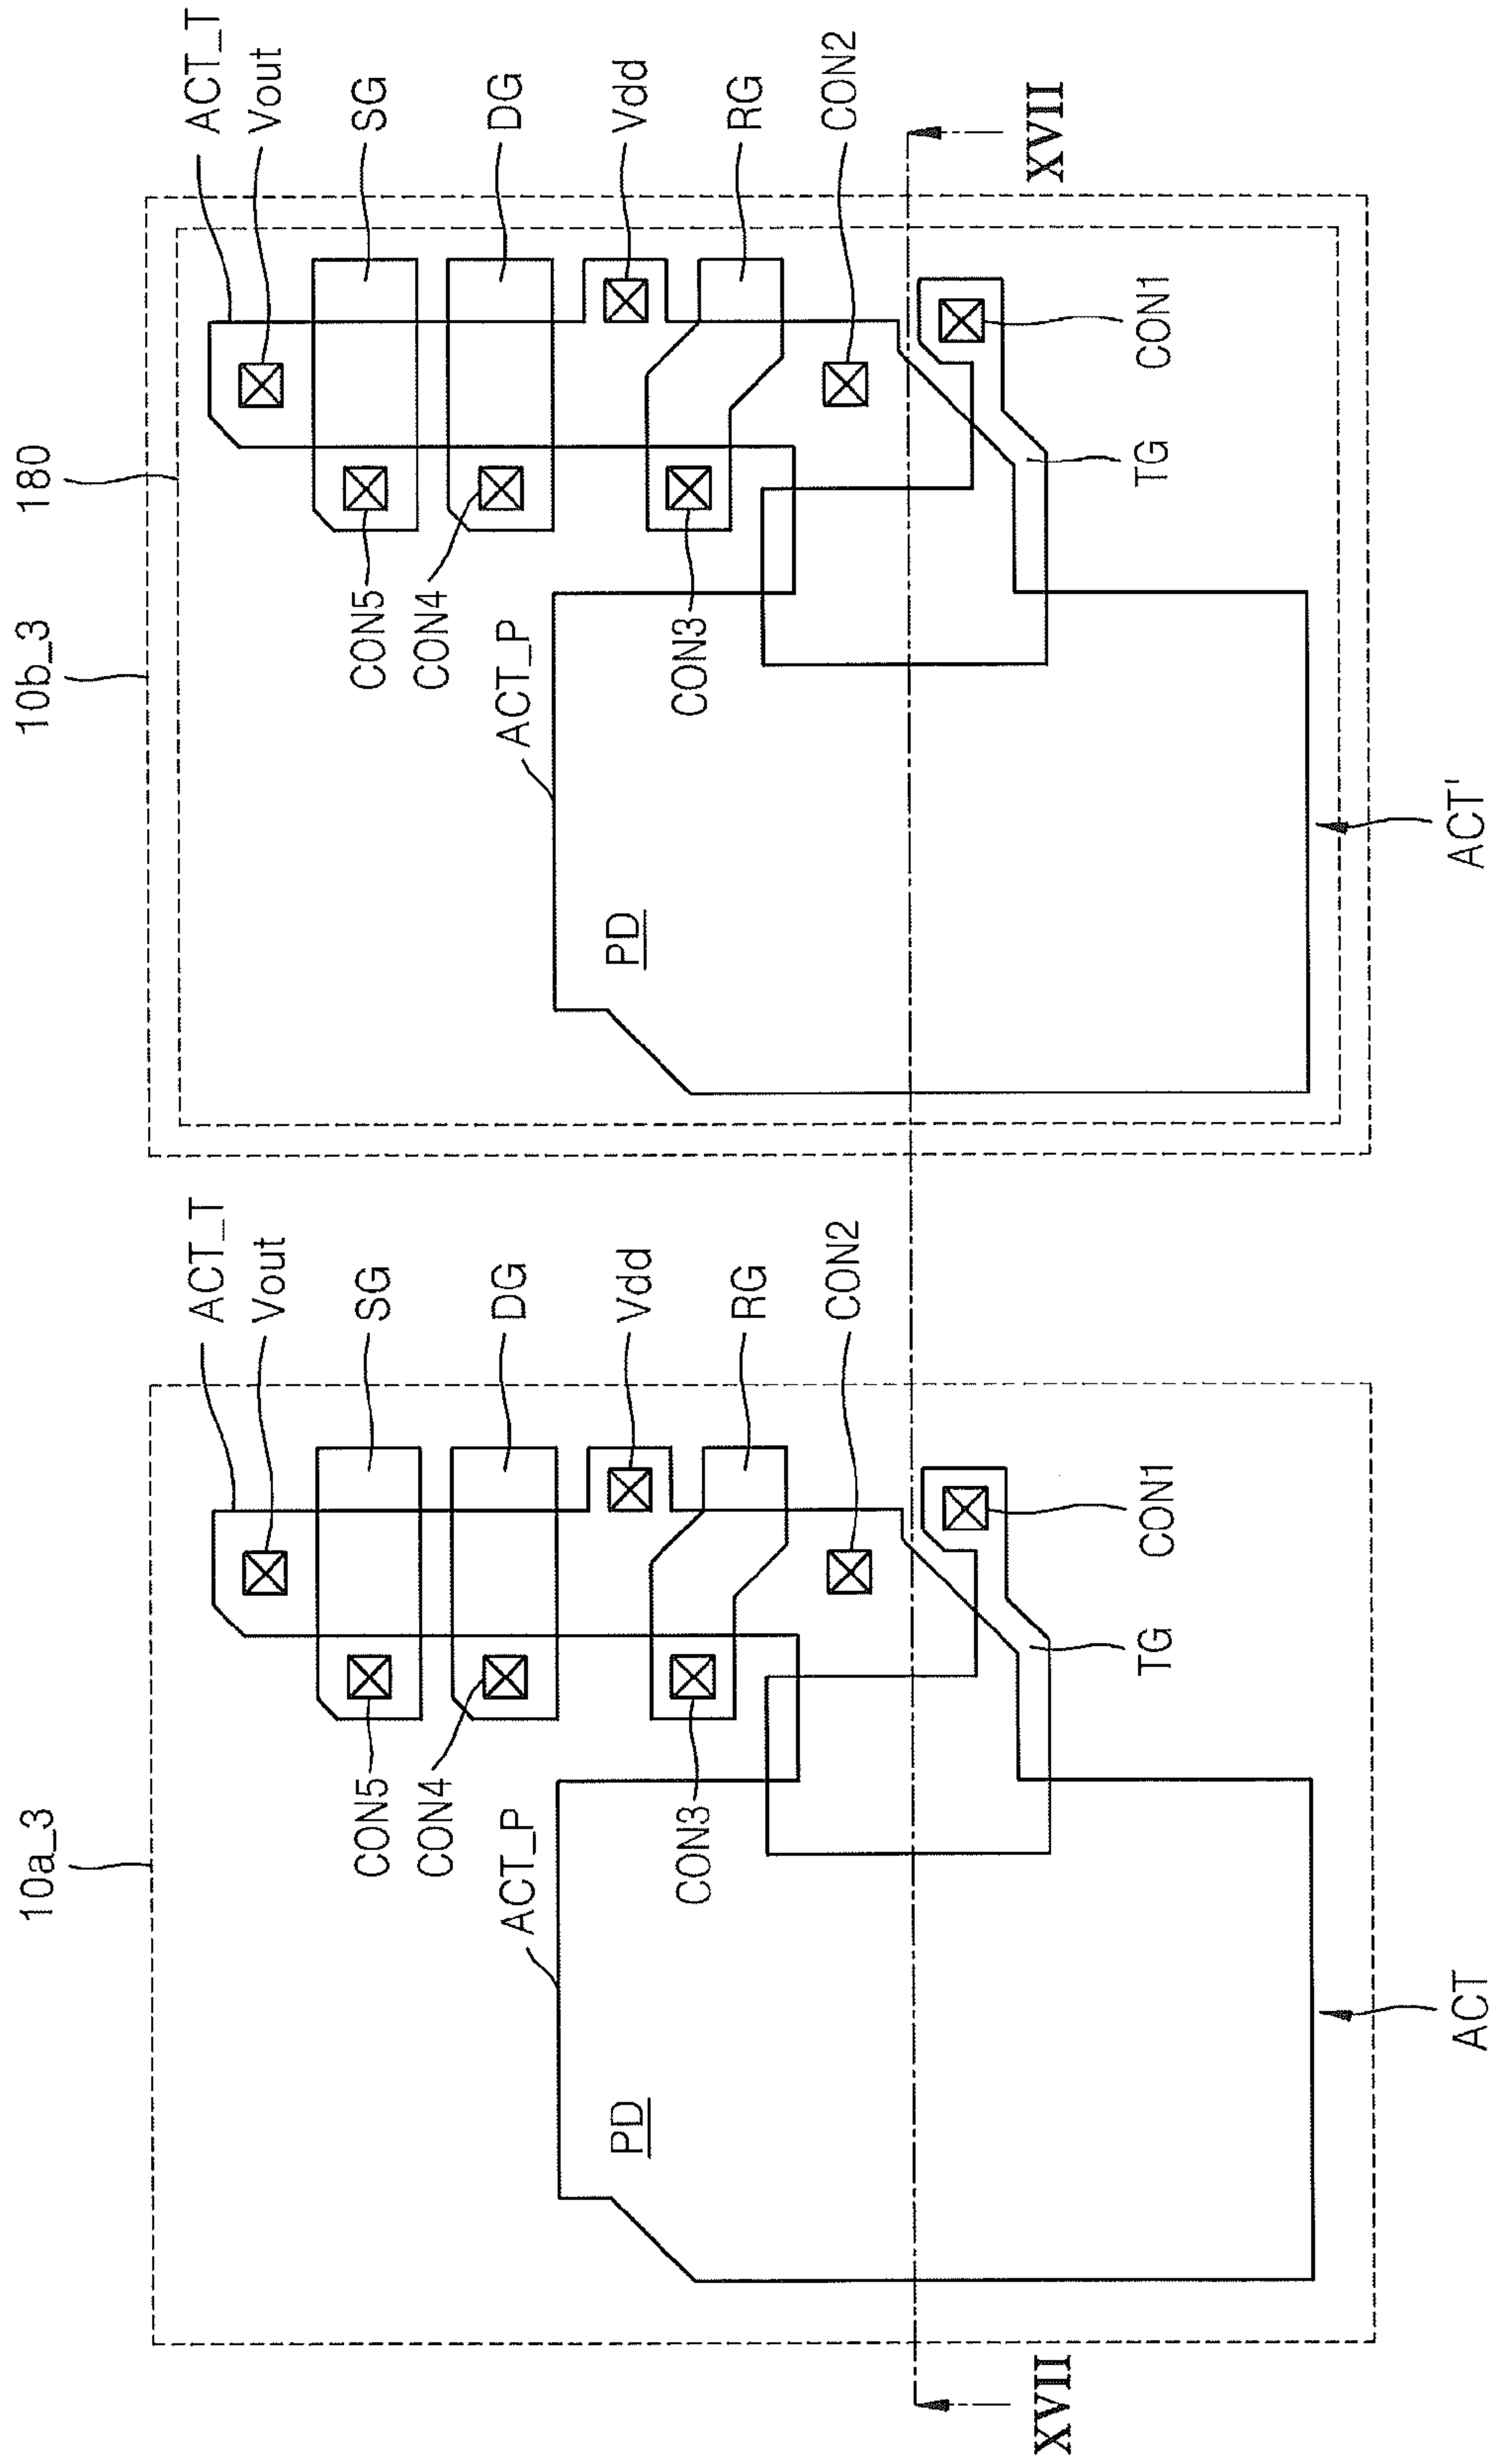 10a_3
ACT_T
Vout
SG
DG
Vdd
RG
CON2
CON5
CON4
CON3
ACT_P
PD
CON1
TG
ACT
XVII
10b_3
180
ACT_T
Vout
SG
DG
Vdd
RG
CON2
CON5
CON4
CON3
ACT_P
PD
CON1
TG
ACT'
XVII